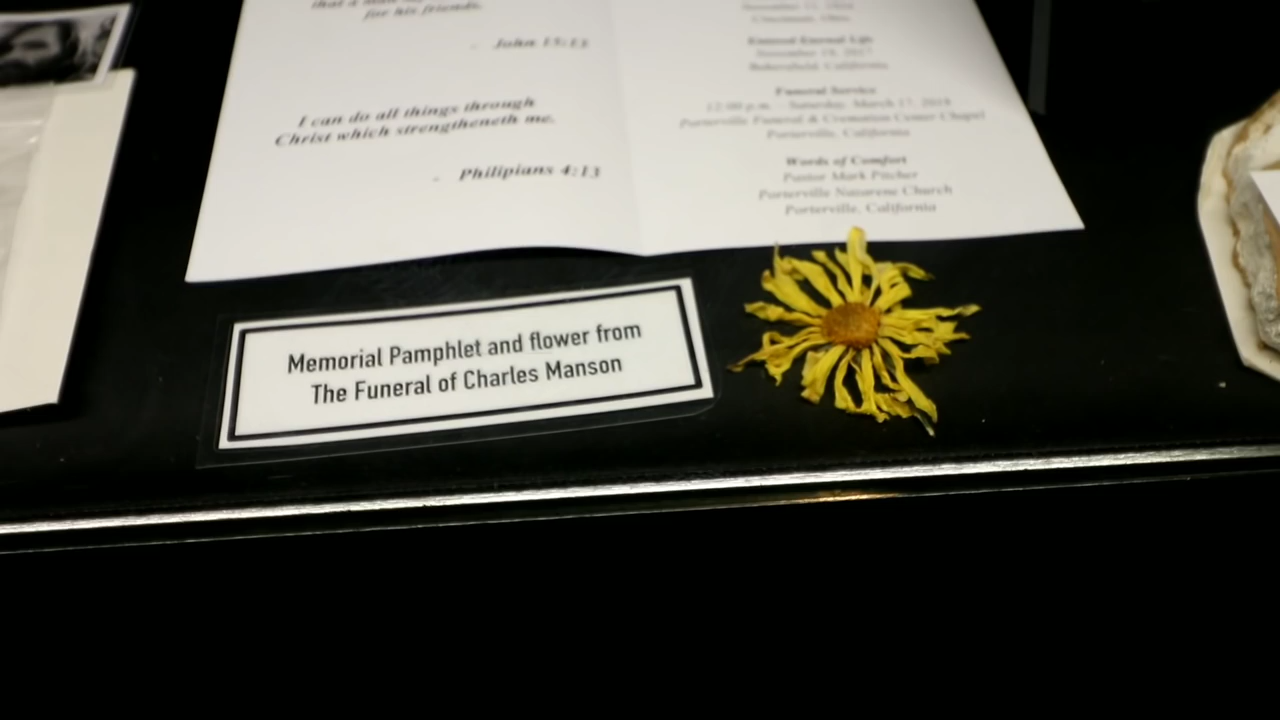 that a man
for his friends.
John 15:13
I can do all things through
Christ which strengtheneth me.
Philipians 4:13
Cincinnati, Ohio
Entered Eternal Life
November 19, 2017
Bakersfield, California
Funeral Service
12:00 p.m. - Saturday, March 17, 2018
Porterville Funeral & Cremation Center Chapel
Porterville, California
Words of Comfort
Pastor Mark Pitcher
Porterville Nazarene Church
Porterville, California
Memorial Pamphlet and flower from
The Funeral of Charles Manson